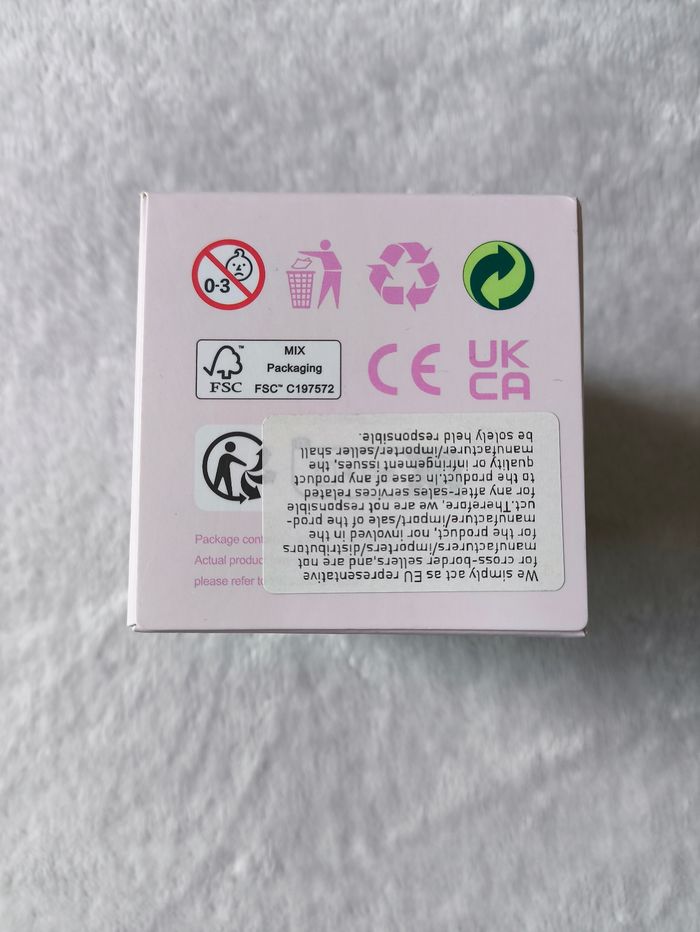 0-3
FSC™
MIX
Packaging
FSC™ C197572
CE
UK
CA
Package cont
Actual produc
please refer to
We simply act as EU representative
for cross-border sellers,and are not
manufacturers/importers/distributors
for the product, nor involved in the
manufacture/import/sale of the prod-
uct.Therefore, we are not responsible
for any after-sales services related
to the product.In case of any product
quality or infringement issues, the
manufacturer/importer/seller shall
be solely held responsible.